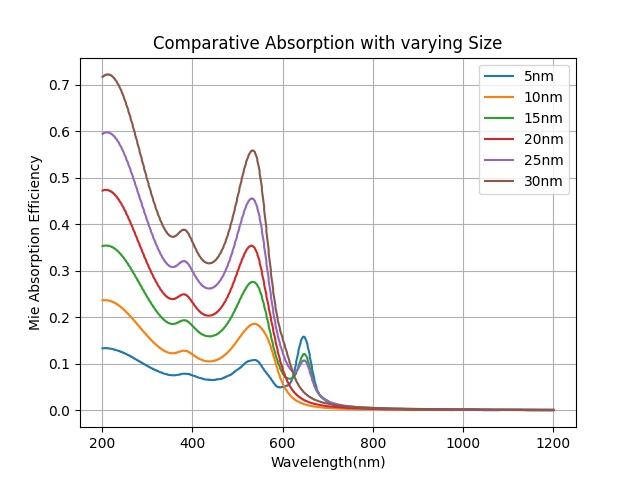 Comparative Absorption with varying Size
5nm
10nm
15nm
20nm
25nm
30nm
Mie Absorption Efficiency
0.7
0.6
0.5
0.4
0.3
0.2
0.1
0.0
200 400 600 800 1000 1200
Wavelength(nm)